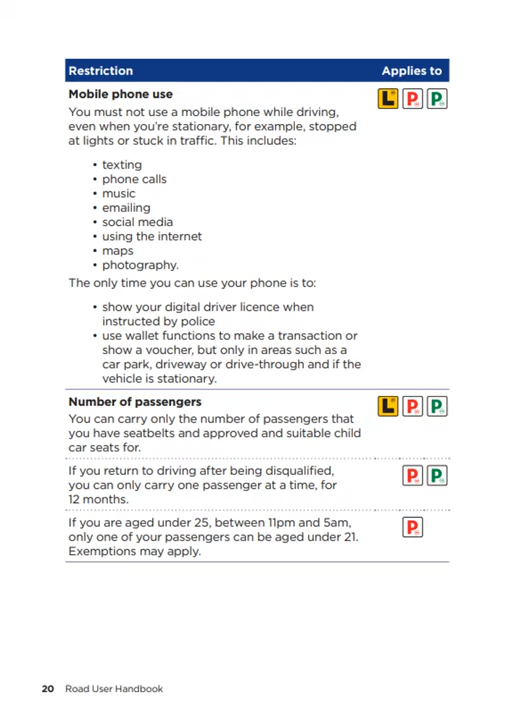 Restriction Applies to
Mobile phone use
L P P
You must not use a mobile phone while driving,
even when you're stationary, for example, stopped
at lights or stuck in traffic. This includes:
• texting
• phone calls
• music
• emailing
• social media
• using the internet
• maps
• photography.
The only time you can use your phone is to:
• show your digital driver licence when
instructed by police
• use wallet functions to make a transaction or
show a voucher, but only in areas such as a
car park, driveway or drive-through and if the
vehicle is stationary.
Number of passengers
L P P
You can carry only the number of passengers that
you have seatbelts and approved and suitable child
car seats for.
If you return to driving after being disqualified,
you can only carry one passenger at a time, for
12 months.
P P
If you are aged under 25, between 11pm and 5am,
only one of your passengers can be aged under 21.
Exemptions may apply.
P
20 Road User Handbook